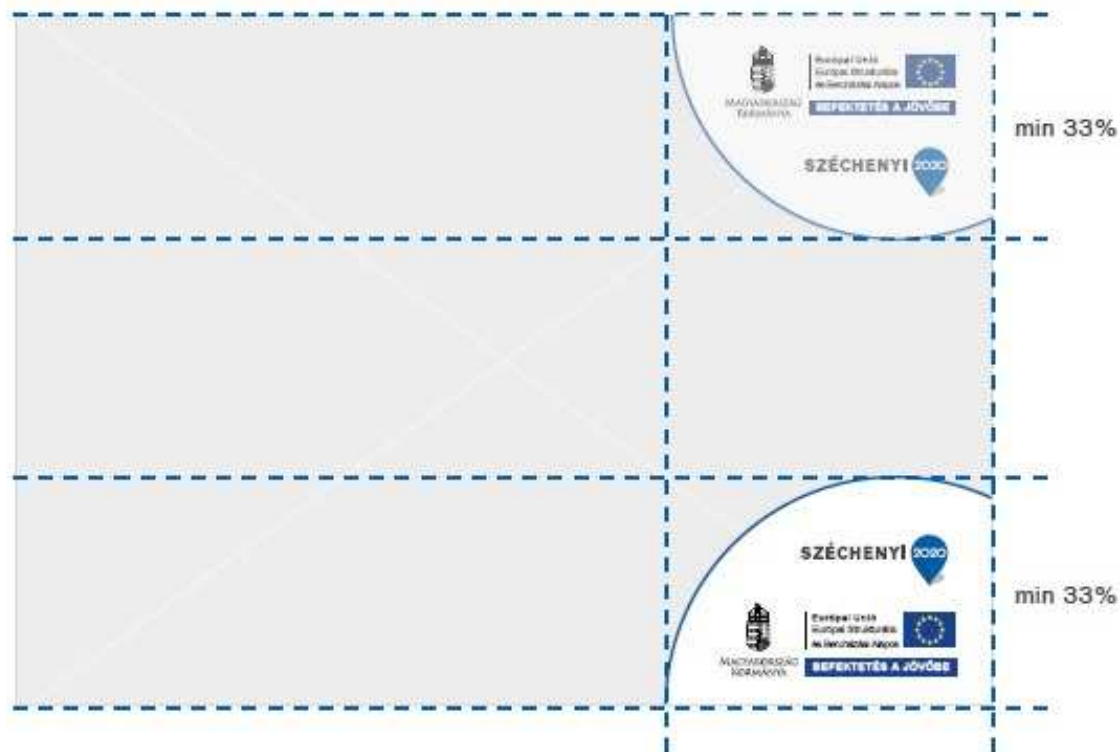 MAGYARORSZÁG
KORMÁNYA
Európai Unió
Európai Strukturális
és Beruházási Alapok
BEFEKTETÉS A JÖVŐBE
SZÉCHENYI 2020
min 33%
SZÉCHENYI 2020
MAGYARORSZÁG
KORMÁNYA
Európai Unió
Európai Strukturális
és Beruházási Alapok
BEFEKTETÉS A JÖVŐBE
min 33%